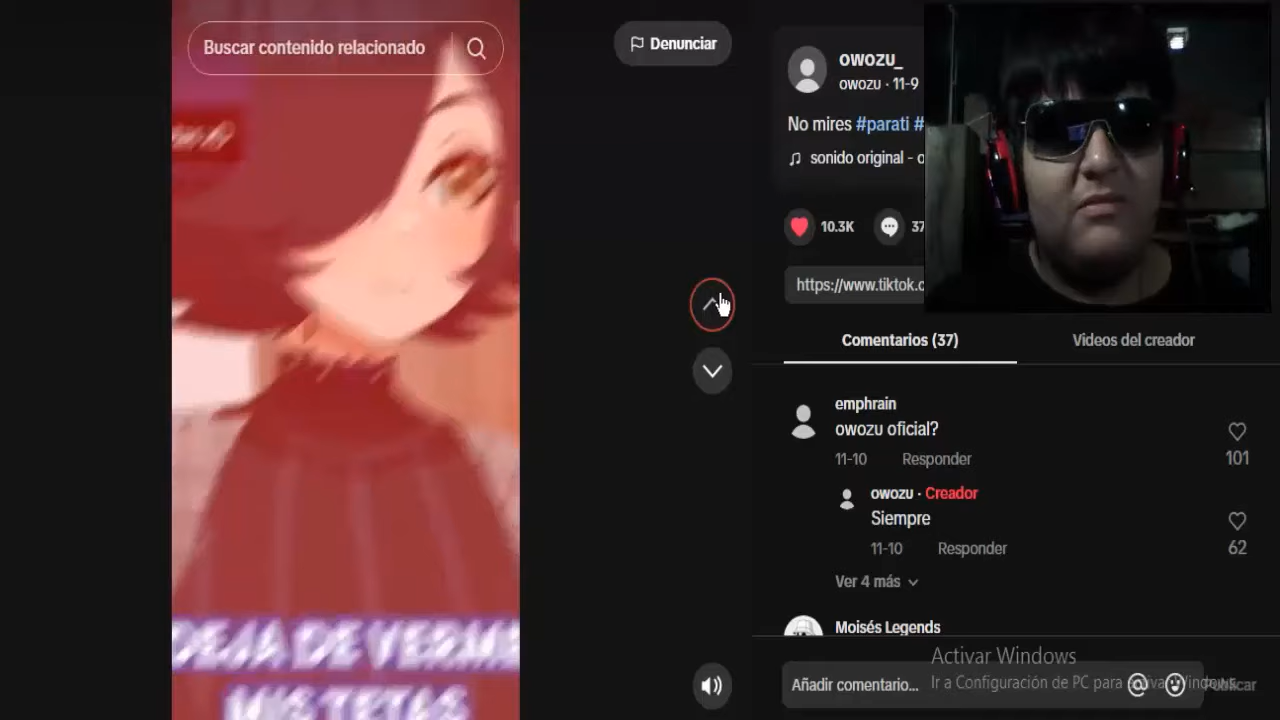 Buscar contenido relacionado
Denunciar
owozu_
owozu · 11-9
No mires #parati #
sonido original - o
10.3K
37
https://www.tiktok.c
Comentarios (37)
Videos del creador
emphrain
owozu oficial?
101
11-10
Responder
owozu · Creador
Siempre
62
11-10
Responder
Ver 4 más
Moisés Legends
Activar Windows
Ir a Configuración de PC para activar Windows.
Añadir comentario...
Publicar
DEJA DE VERME
MIS TETAS